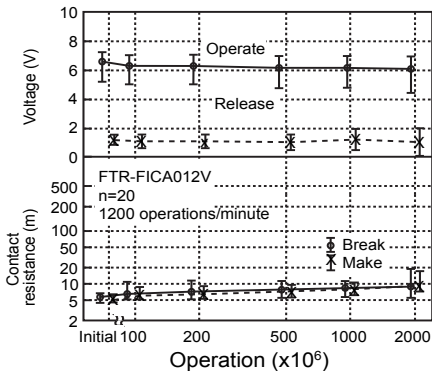 10
8
6
4
2
0
Voltage (V)
Operate
Release
FTR-FICA012V
n=20
1200 operations/minute
500
200
100
50
20
10
5
2
Contact
resistance (m)
Break
Make
Initial 100 200 500 1000 2000
Operation (x10⁶)